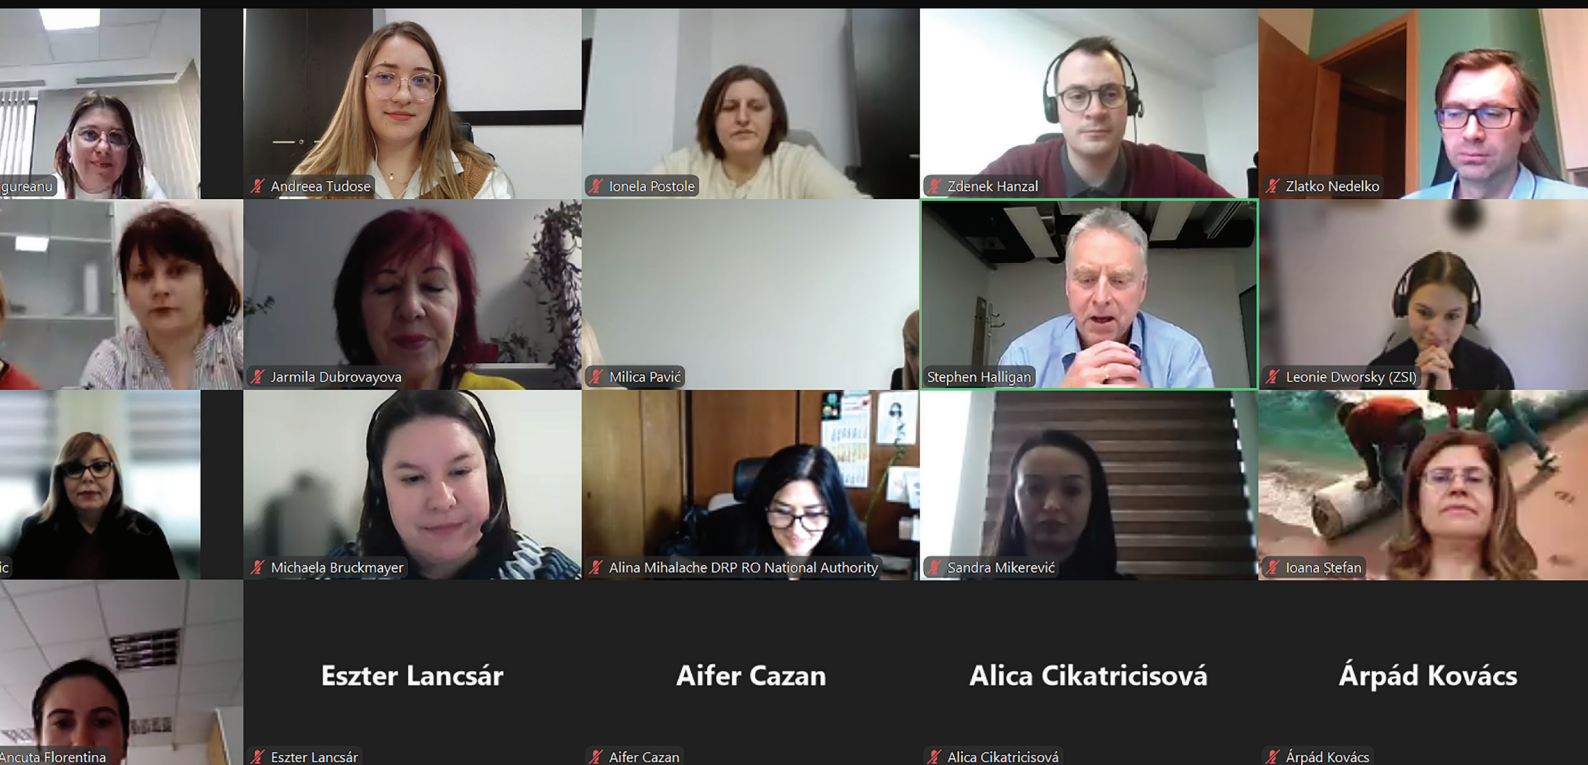 gureanu
Andreea Tudose
Ionela Postole
Zdenek Hanzal
Zlatko Nedelko
Jarmila Dubrovayova
Milica Pavić
Stephen Halligan
Leonie Dworsky (ZSI)
ic
Michaela Bruckmayer
Alina Mihalache DRP RO National Authority
Sandra Mikerević
Ioana Ștefan
Ancuta Florentina
Eszter Lancsár
Eszter Lancsár
Aifer Cazan
Aifer Cazan
Alica Cikatricisová
Alica Cikatricisová
Árpád Kovács
Árpád Kovács